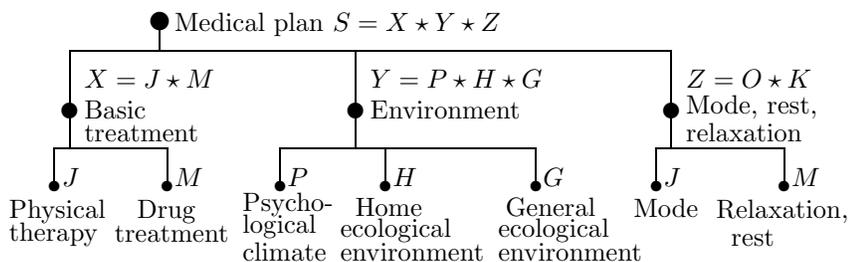 Medical plan S = X ⋆ Y ⋆ Z
X = J ⋆ M
Basic
treatment
Y = P ⋆ H ⋆ G
Environment
Z = O ⋆ K
Mode, rest,
relaxation
J
Physical
therapy
M
Drug
treatment
P
Psycho-
logical
climate
H
Home
ecological
environment
G
General
ecological
environment
J
Mode
M
Relaxation,
rest